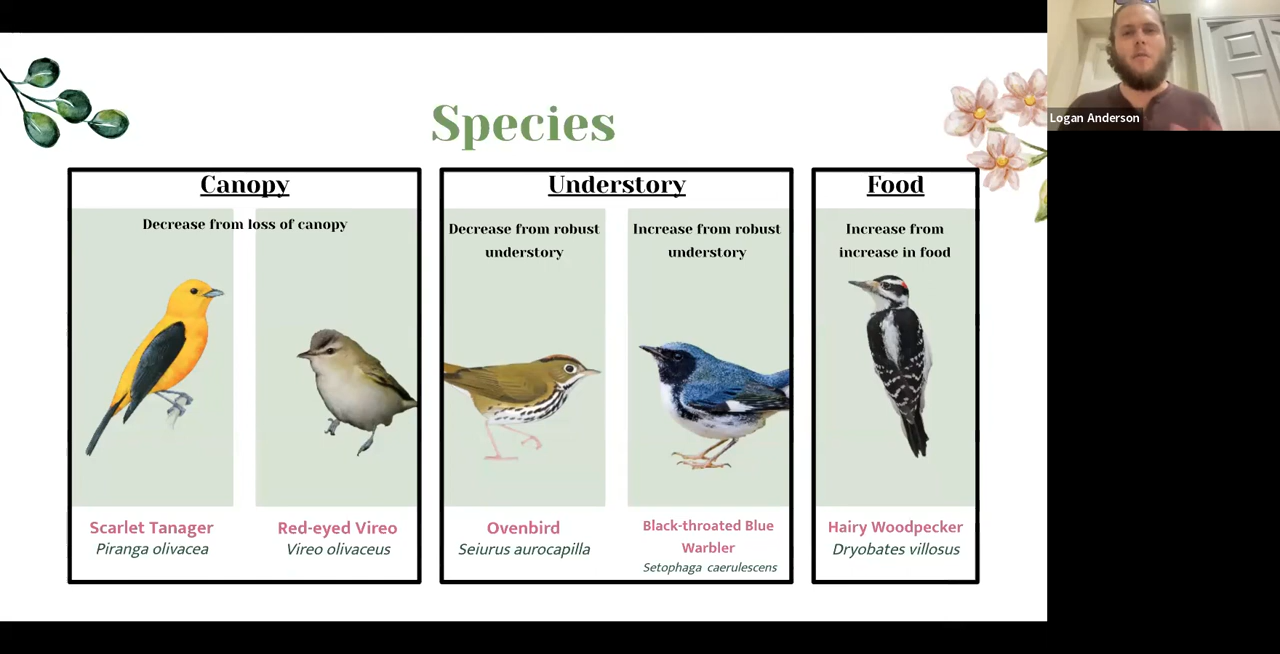 Species
Canopy
Decrease from loss of canopy
Scarlet Tanager
Piranga olivacea
Red-eyed Vireo
Vireo olivaceus
Understory
Decrease from robust
understory
Ovenbird
Seiurus aurocapilla
Increase from robust
understory
Black-throated Blue
Warbler
Setophaga caerulescens
Food
Increase from
increase in food
Hairy Woodpecker
Dryobates villosus
Logan Anderson